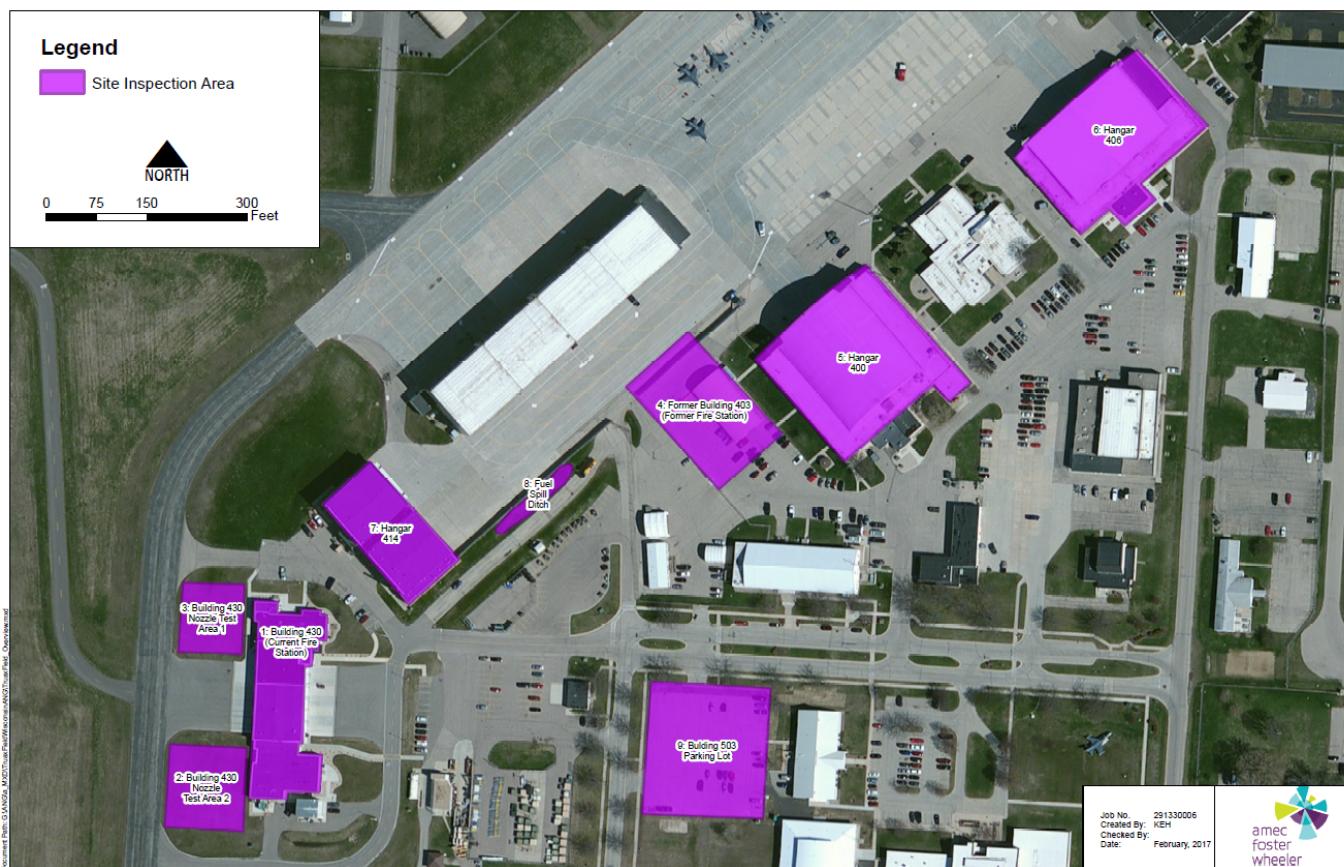 Legend
Site Inspection Area
NORTH
0 75 150 300
Feet
6: Hangar
406
5: Hangar
400
4: Former Building 403
(Former Fire Station)
8: Fuel
Spill
Ditch
7: Hangar
414
3: Building 430
Nozzle Test
Area 1
1: Building 430
(Current Fire
Station)
9: Building 503
Parking Lot
2: Building 430
Nozzle
Test Area 2
Job No. 291330006
Created By: KEH
Checked By:
Date: February, 2017
amec
foster
wheeler